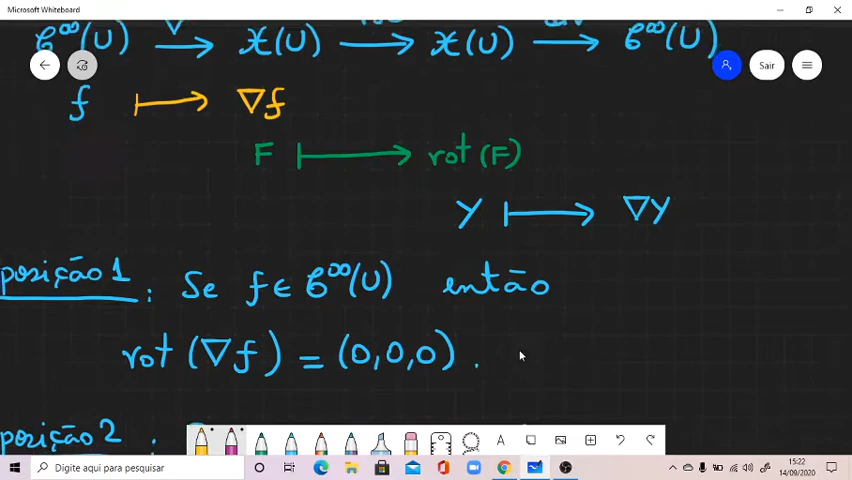 Microsoft Whiteboard
𝒞∞(U) ∇ → 𝔛(U) → 𝔛(U) → 𝒞∞(U)
Sair
f ↦ ∇f
F ↦ rot(F)
Y ↦ ∇Y
posição 1 : Se f ∈ 𝒞∞(U) então
rot(∇f) = (0,0,0).
posição 2 :
A
Digite aqui para pesquisar
15:22
14/09/2020